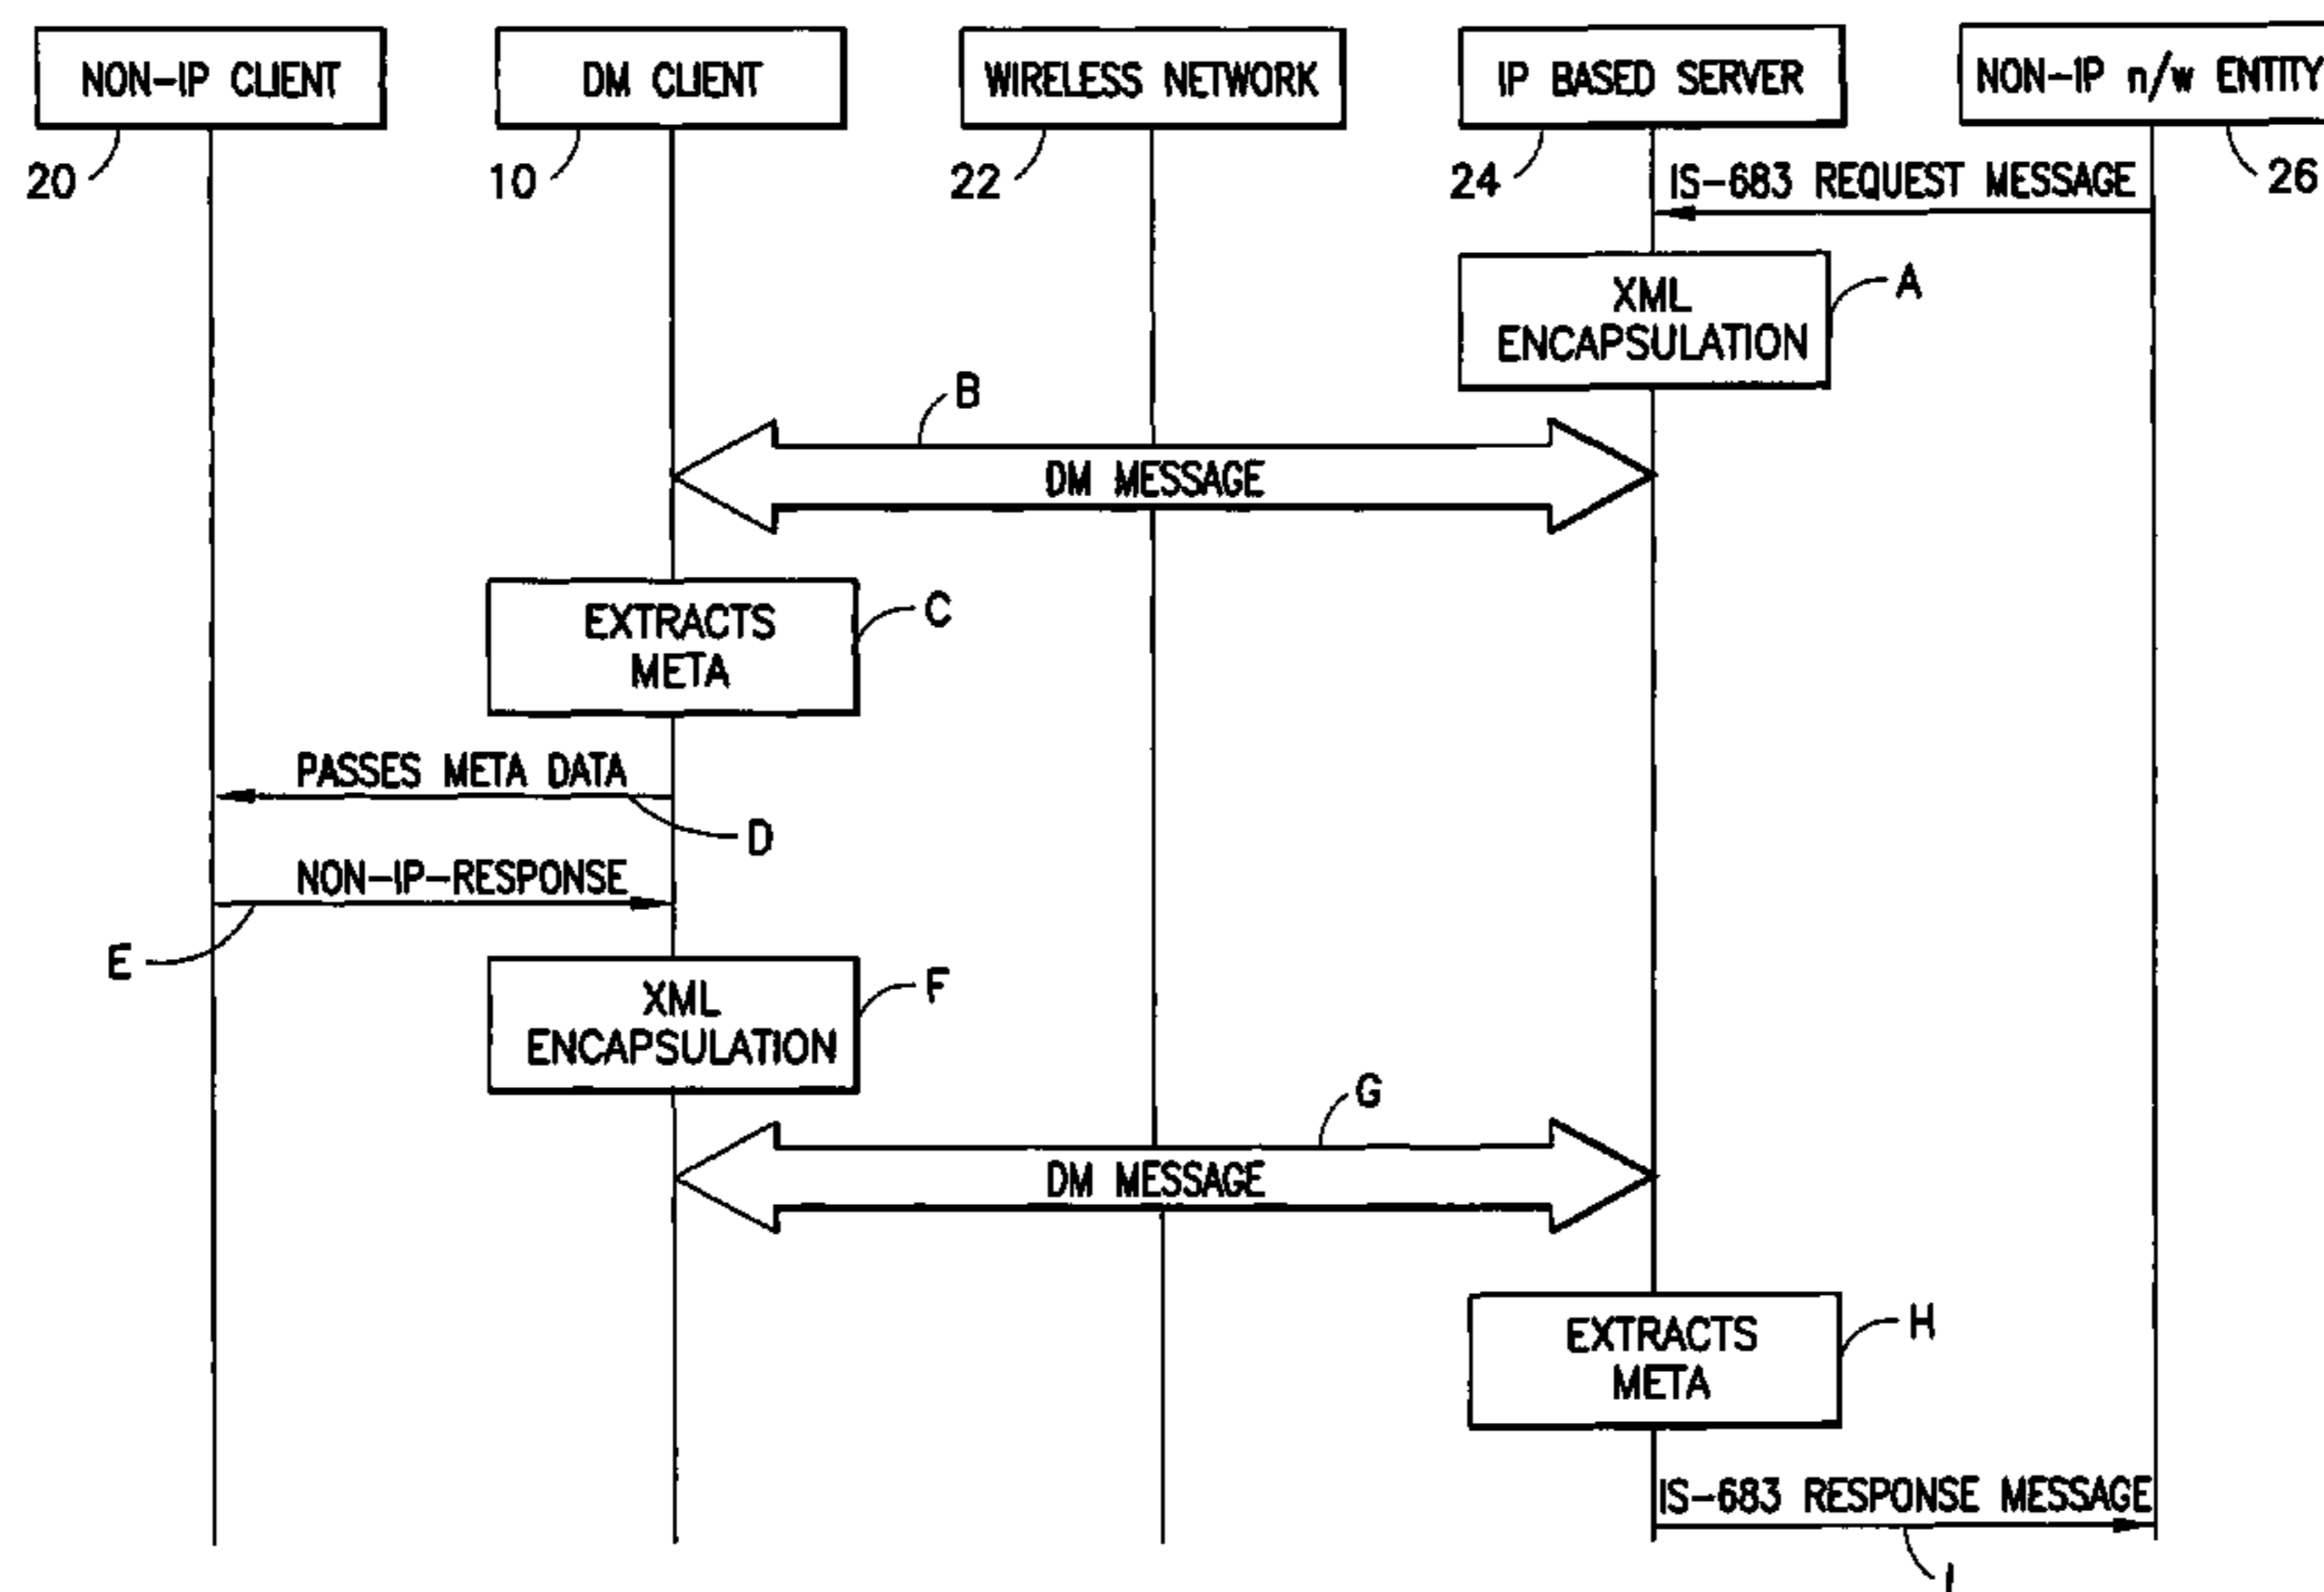 NON-IP CLIENT
DM CLIENT
WIRELESS NETWORK
IP BASED SERVER
NON-IP n/w ENTITY
20
10
22
24
26
IS-683 REQUEST MESSAGE
XML
ENCAPSULATION
A
B
DM MESSAGE
EXTRACTS
META
C
PASSES META DATA
D
NON-IP-RESPONSE
E
XML
ENCAPSULATION
F
G
DM MESSAGE
EXTRACTS
META
H
IS-683 RESPONSE MESSAGE